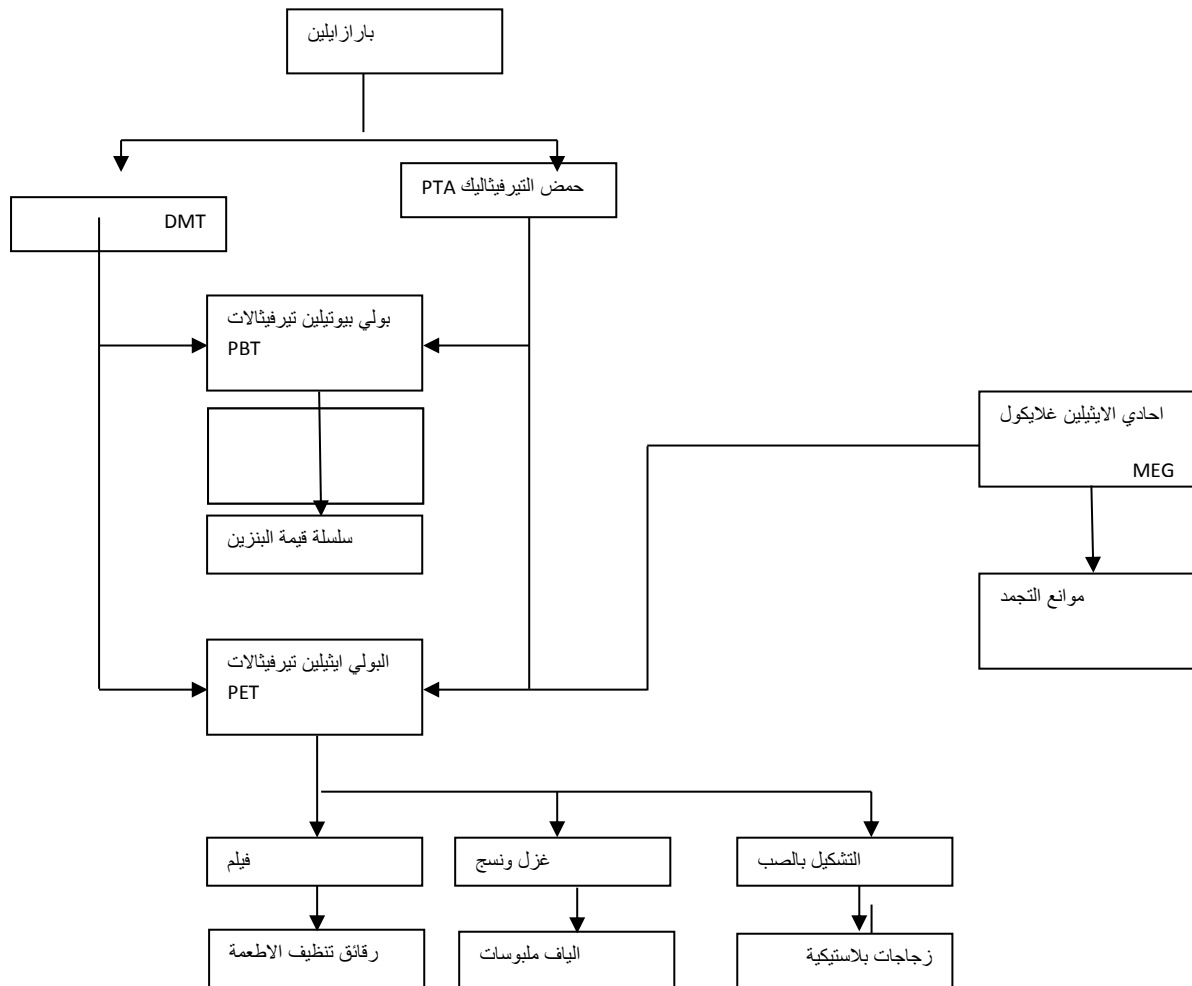 بارازايلين
حمض التيرفيثاليك PTA
DMT
بولي بيوتيلين تيرفيثالات
PBT
احادي الايثيلين غلايكول
MEG
سلسلة قيمة البنزين
موانع التجمد
البولي ايثيلين تيرفيثالات
PET
فيلم
غزل ونسج
التشكيل بالصب
رقائق تنظيف الاطعمة
الياف ملبوسات
زجاجات بلاستيكية